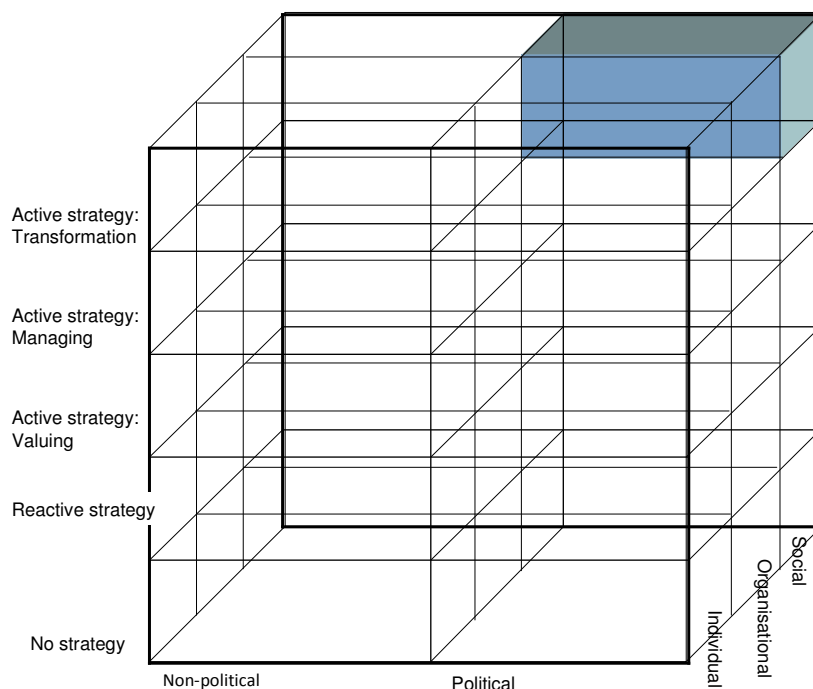 Active strategy:
Transformation
Active strategy:
Managing
Active strategy:
Valuing
Reactive strategy
No strategy
Non-political
Political
Individual
Organisational
Social